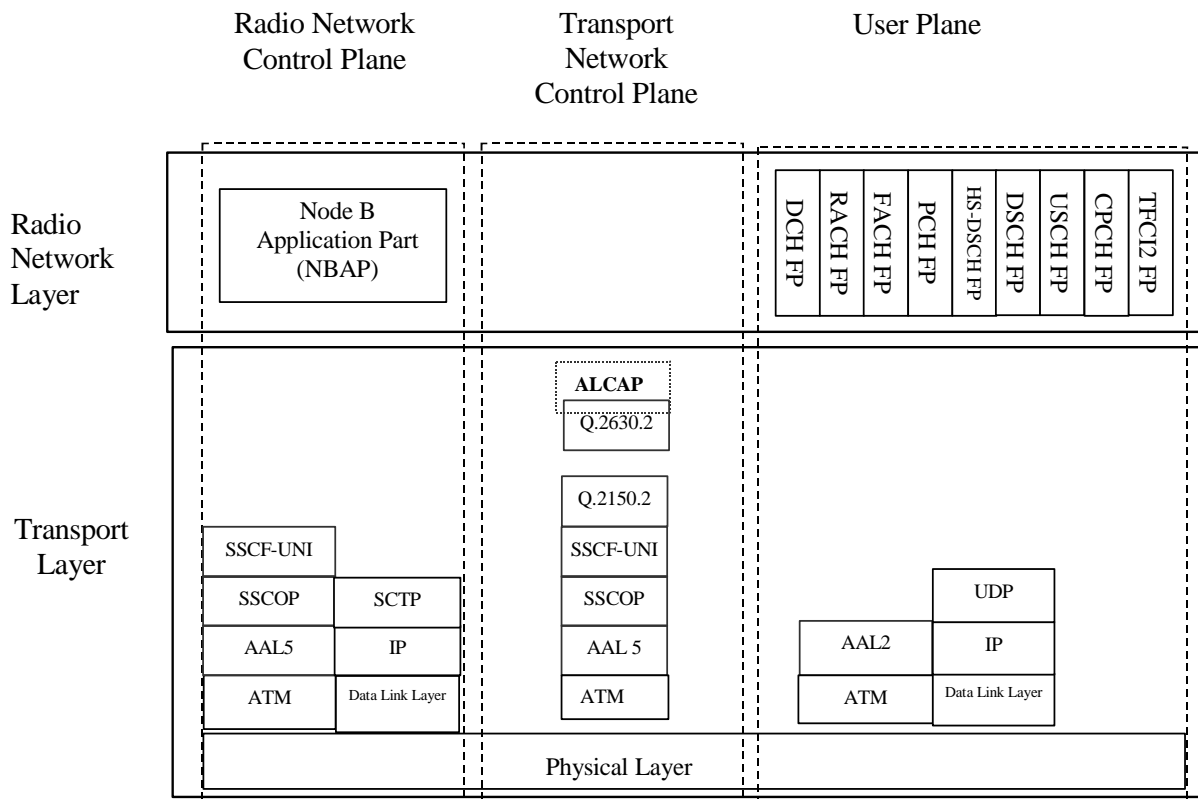 Radio Network
Control Plane
Transport
Network
Control Plane
User Plane
Radio
Network
Layer
Node B
Application Part
(NBAP)
DCH FP
RACH FP
FACH FP
PCH FP
HS-DSCH FP
DSCH FP
USCH FP
CPCH FP
TFCI2 FP
Transport
Layer
SSCF-UNI
SSCOP
AAL5
ATM
SCTP
IP
Data Link Layer
ALCAP
Q.2630.2
Q.2150.2
SSCF-UNI
SSCOP
AAL 5
ATM
AAL2
ATM
UDP
IP
Data Link Layer
Physical Layer